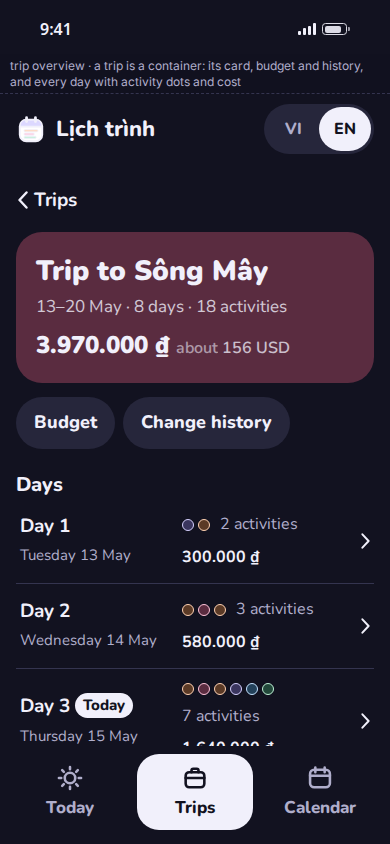 9:41
trip overview · a trip is a container: its card, budget and history,
and every day with activity dots and cost
Lịch trình
VI
EN
Trips
Trip to Sông Mây
13–20 May · 8 days · 18 activities
3.970.000 ₫ about 156 USD
Budget
Change history
Days
Day 1
2 activities
Tuesday 13 May
300.000 ₫
Day 2
3 activities
Wednesday 14 May
580.000 ₫
Day 3 Today
7 activities
Thursday 15 May
Today
Trips
Calendar